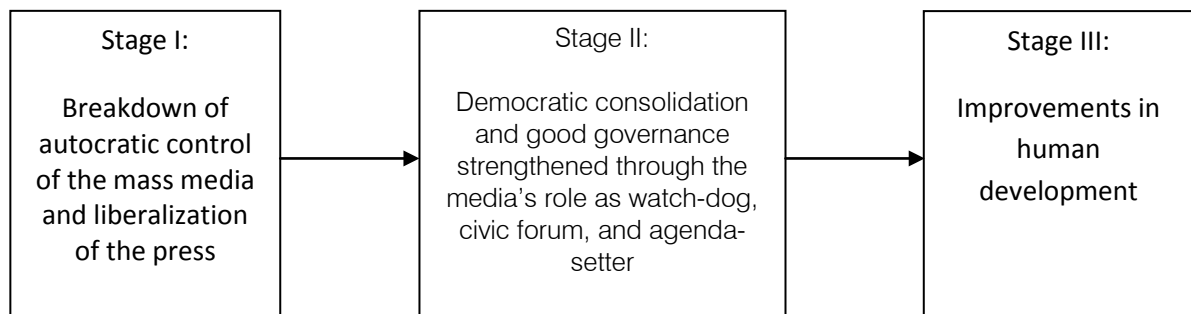 Stage I:
Breakdown of
autocratic control
of the mass media
and liberalization
of the press
Stage II:
Democratic consolidation
and good governance
strengthened through the
media’s role as watch-dog,
civic forum, and agenda-
setter
Stage III:
Improvements in
human
development